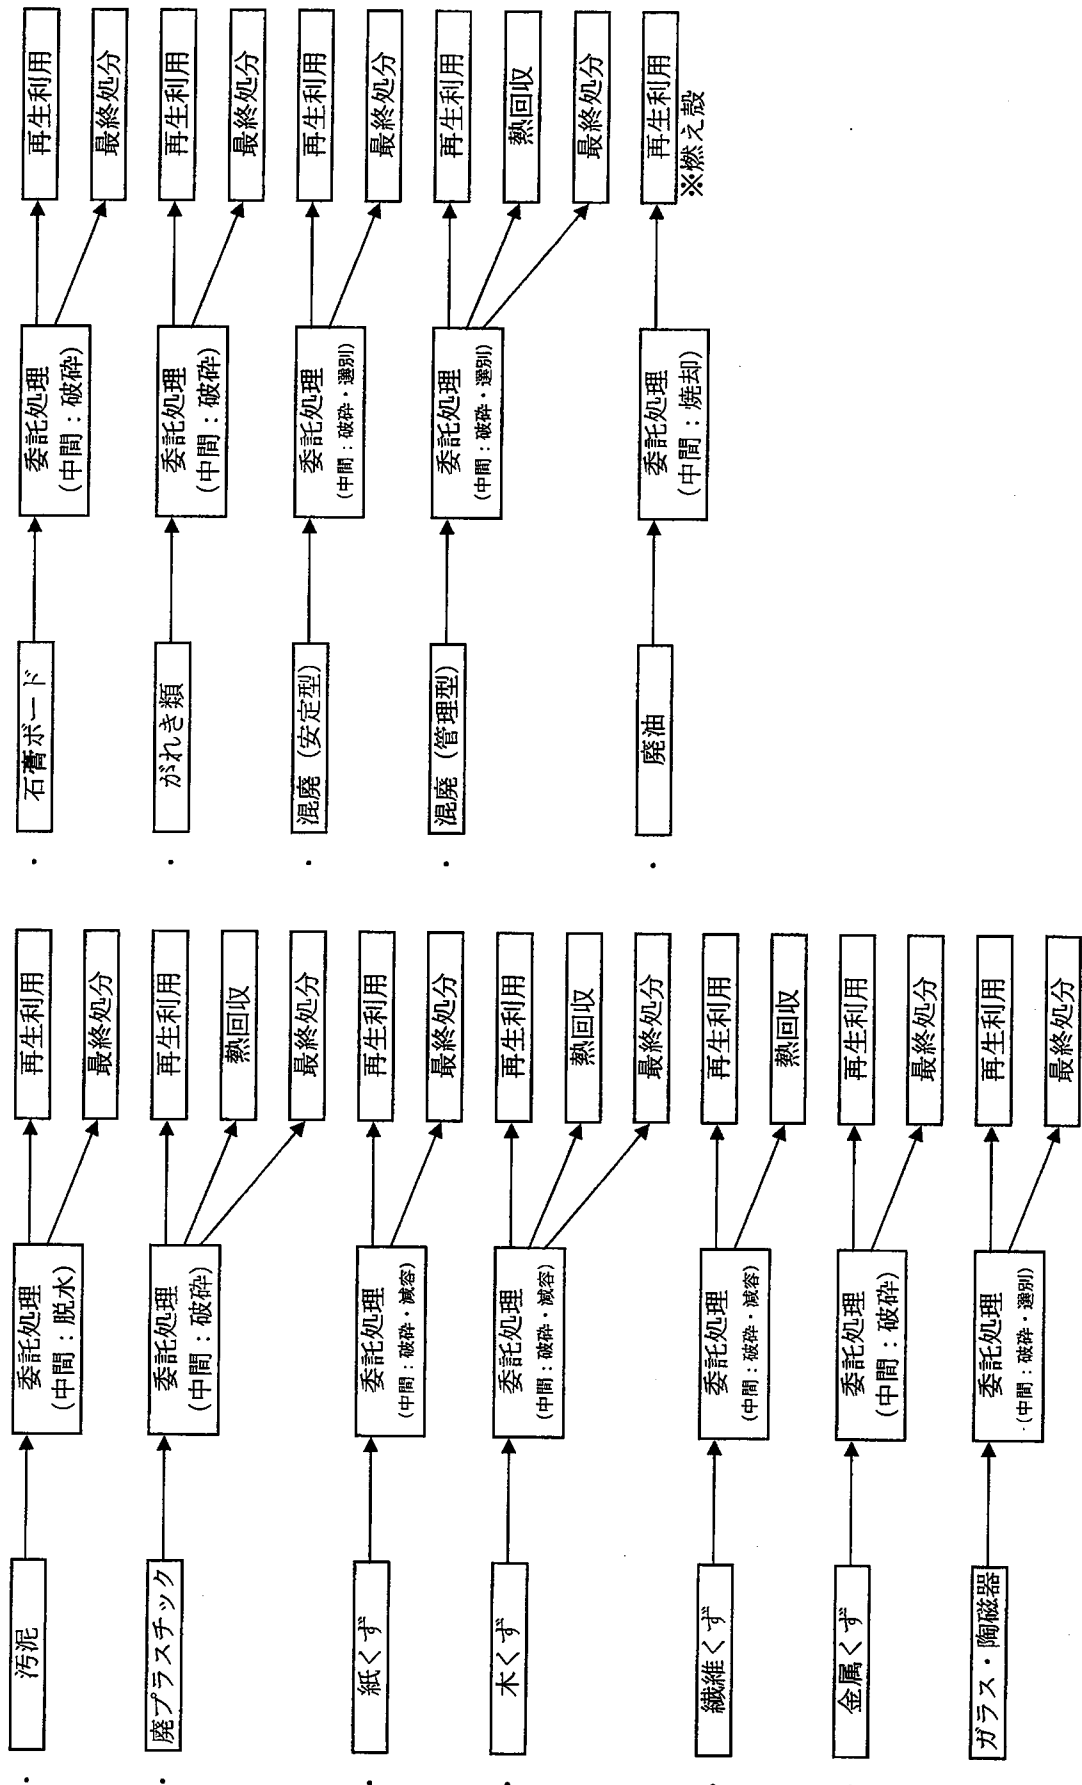 ・ 汚泥
委託処理
(中間：脱水)
再生利用
最終処分
・ 廃プラスチック
委託処理
(中間：破砕)
再生利用
熱回収
最終処分
・ 紙くず
委託処理
(中間：破砕・減容)
再生利用
最終処分
・ 木くず
委託処理
(中間：破砕・減容)
再生利用
熱回収
最終処分
・ 繊維くず
委託処理
(中間：破砕・減容)
再生利用
熱回収
金属くず
委託処理
(中間：破砕)
再生利用
最終処分
ガラス・陶磁器
委託処理
(中間：破砕・選別)
再生利用
最終処分
・ 石膏ボード
委託処理
(中間：破砕)
再生利用
最終処分
・ がれき類
委託処理
(中間：破砕)
再生利用
最終処分
・ 混廃（安定型）
委託処理
(中間：破砕・選別)
再生利用
最終処分
・ 混廃（管理型）
委託処理
(中間：破砕・選別)
再生利用
熱回収
最終処分
・ 廃油
委託処理
(中間：焼却)
再生利用
※燃え殻